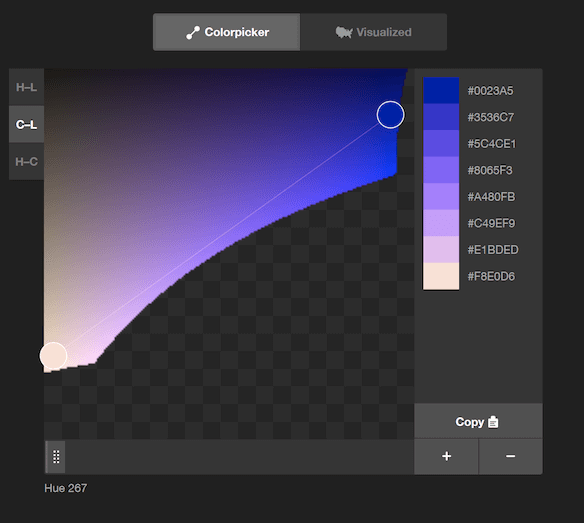 Colorpicker
Visualized
H–L
C–L
H–C
#0023A5
#3536C7
#5C4CE1
#8065F3
#A480FB
#C49EF9
#E1BDED
#F8E0D6
Copy
+
−
Hue 267